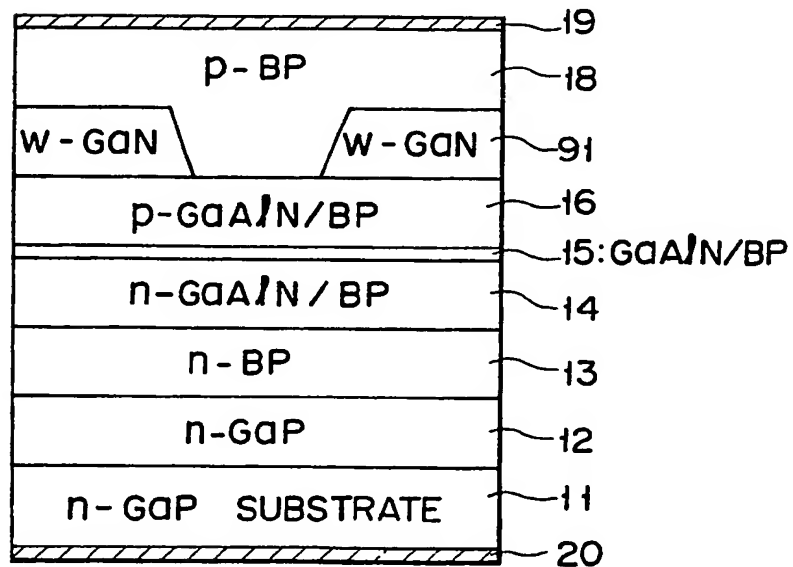 19
p-BP 18
w-GaN w-GaN 91
p-GaAlN/BP 16
15:GaAlN/BP
n-GaAlN/BP 14
n-BP 13
n-GaP 12
n-GaP SUBSTRATE 11
20